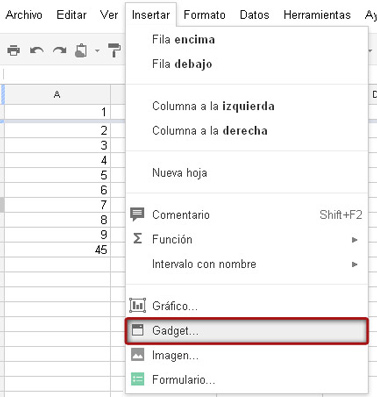 Archivo Editar Ver Insertar Formato Datos Herramientas Ay
Fila encima
Fila debajo
Columna a la izquierda
Columna a la derecha
Nueva hoja
Comentario Shift+F2
Σ Función
Intervalo con nombre
Gráfico...
Gadget...
Imagen...
Formulario...
A
1
2
3
4
5
6
7
8
9
45